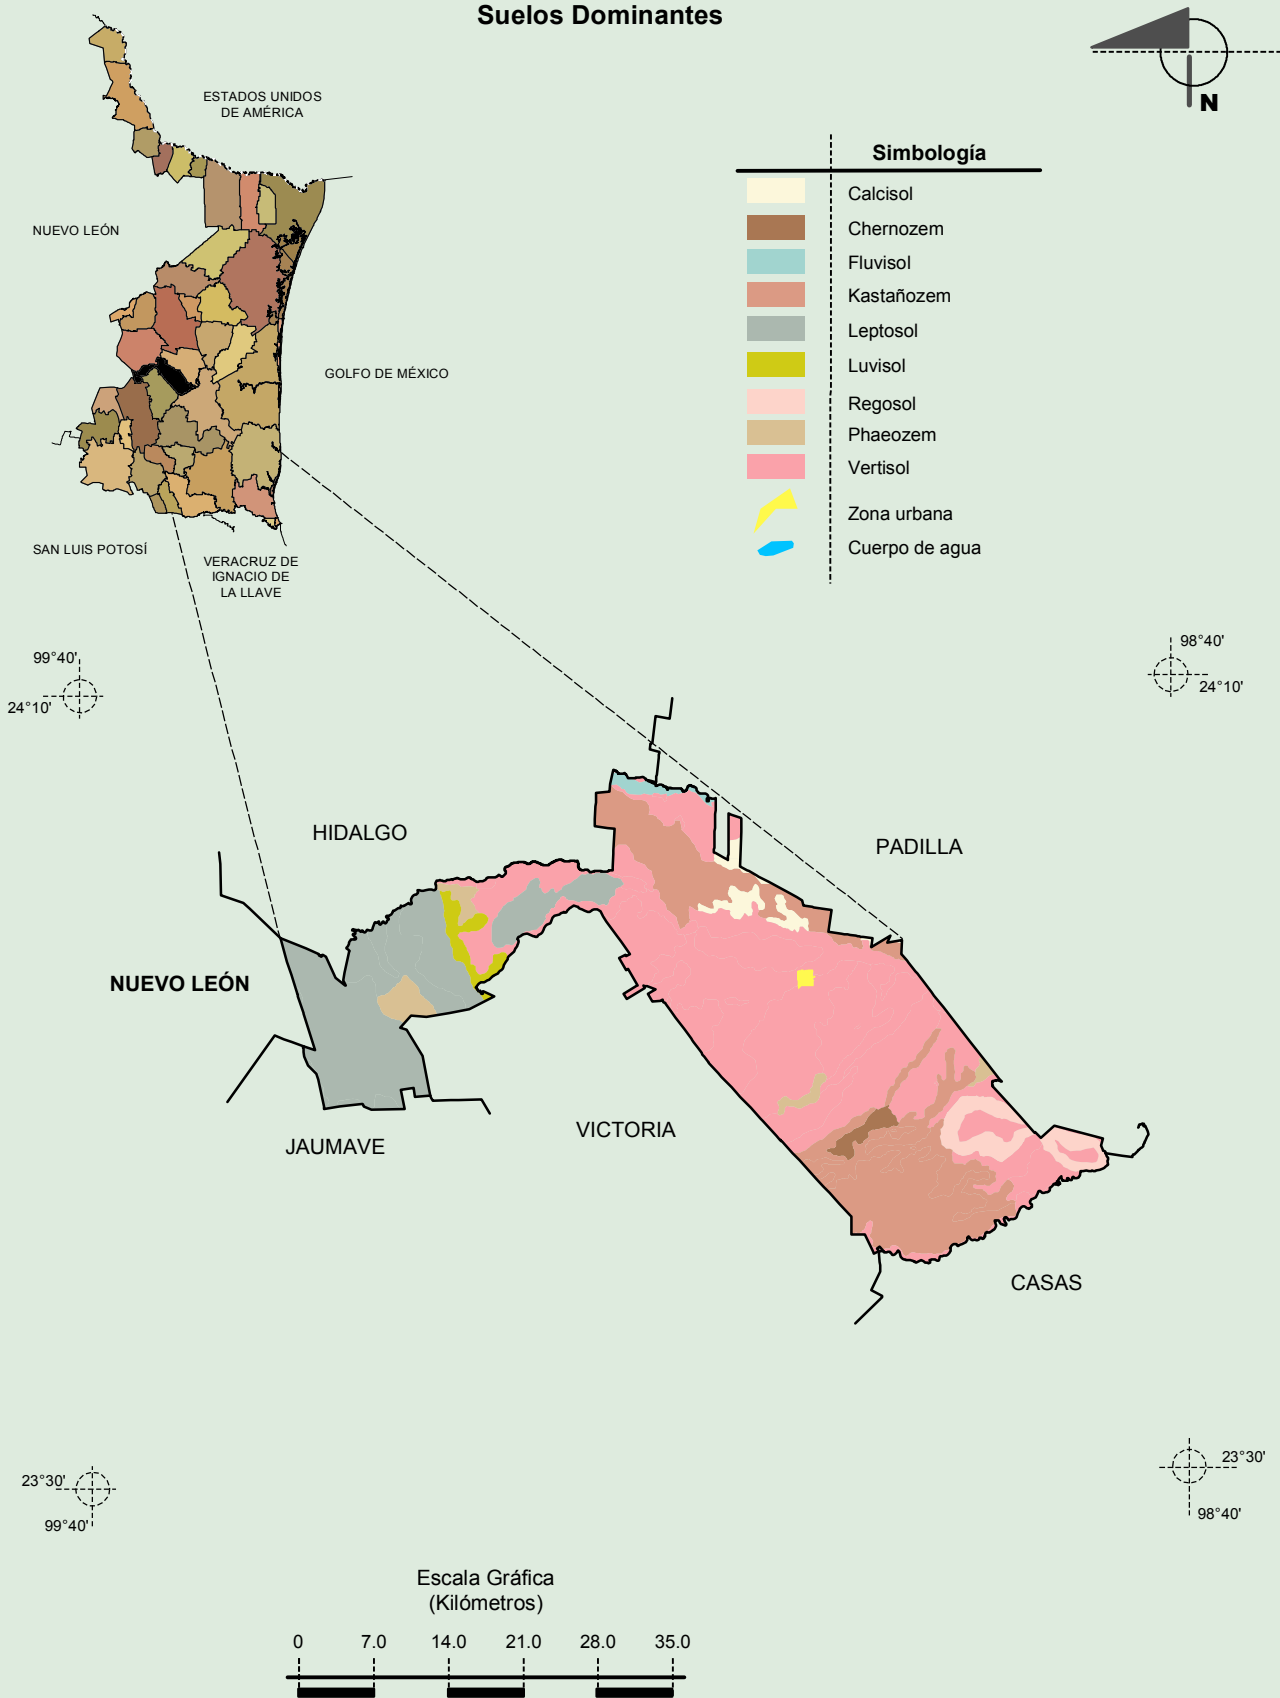 Suelos Dominantes
N
ESTADOS UNIDOS
DE AMÉRICA
NUEVO LEÓN
GOLFO DE MÉXICO
SAN LUIS POTOSÍ
VERACRUZ DE
IGNACIO DE
LA LLAVE
Simbología
Calcisol
Chernozem
Fluvisol
Kastañozem
Leptosol
Luvisol
Regosol
Phaeozem
Vertisol
Zona urbana
Cuerpo de agua
99°40'
24°10'
98°40'
24°10'
HIDALGO
PADILLA
NUEVO LEÓN
JAUMAVE
VICTORIA
CASAS
23°30'
99°40'
23°30'
98°40'
Escala Gráfica
(Kilómetros)
0 7.0 14.0 21.0 28.0 35.0